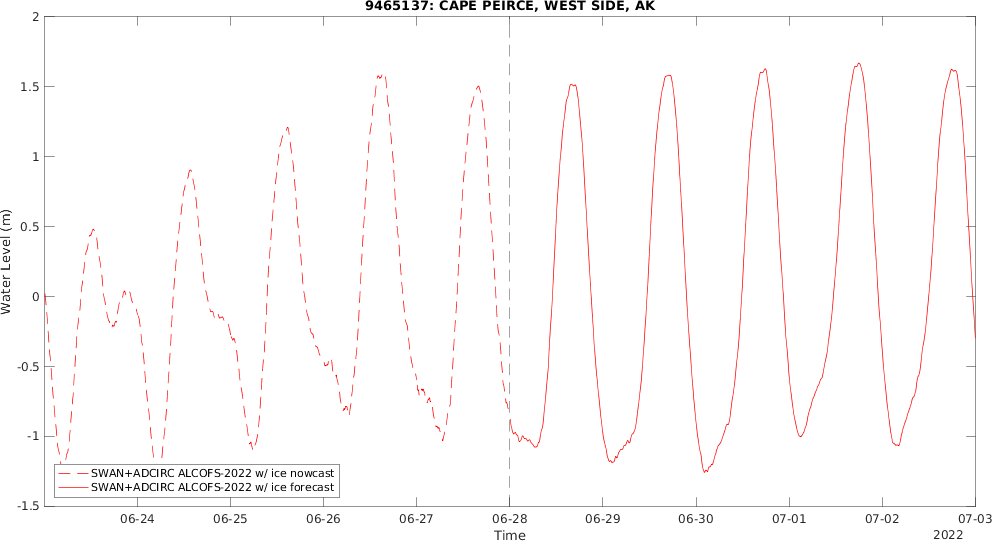 9465137: CAPE PEIRCE, WEST SIDE, AK
2
1.5
1
0.5
0
-0.5
-1
-1.5
Water Level (m)
SWAN+ADCIRC ALCOFS-2022 w/ ice nowcast
SWAN+ADCIRC ALCOFS-2022 w/ ice forecast
06-24 06-25 06-26 06-27 06-28 06-29 06-30 07-01 07-02 07-03
Time
2022